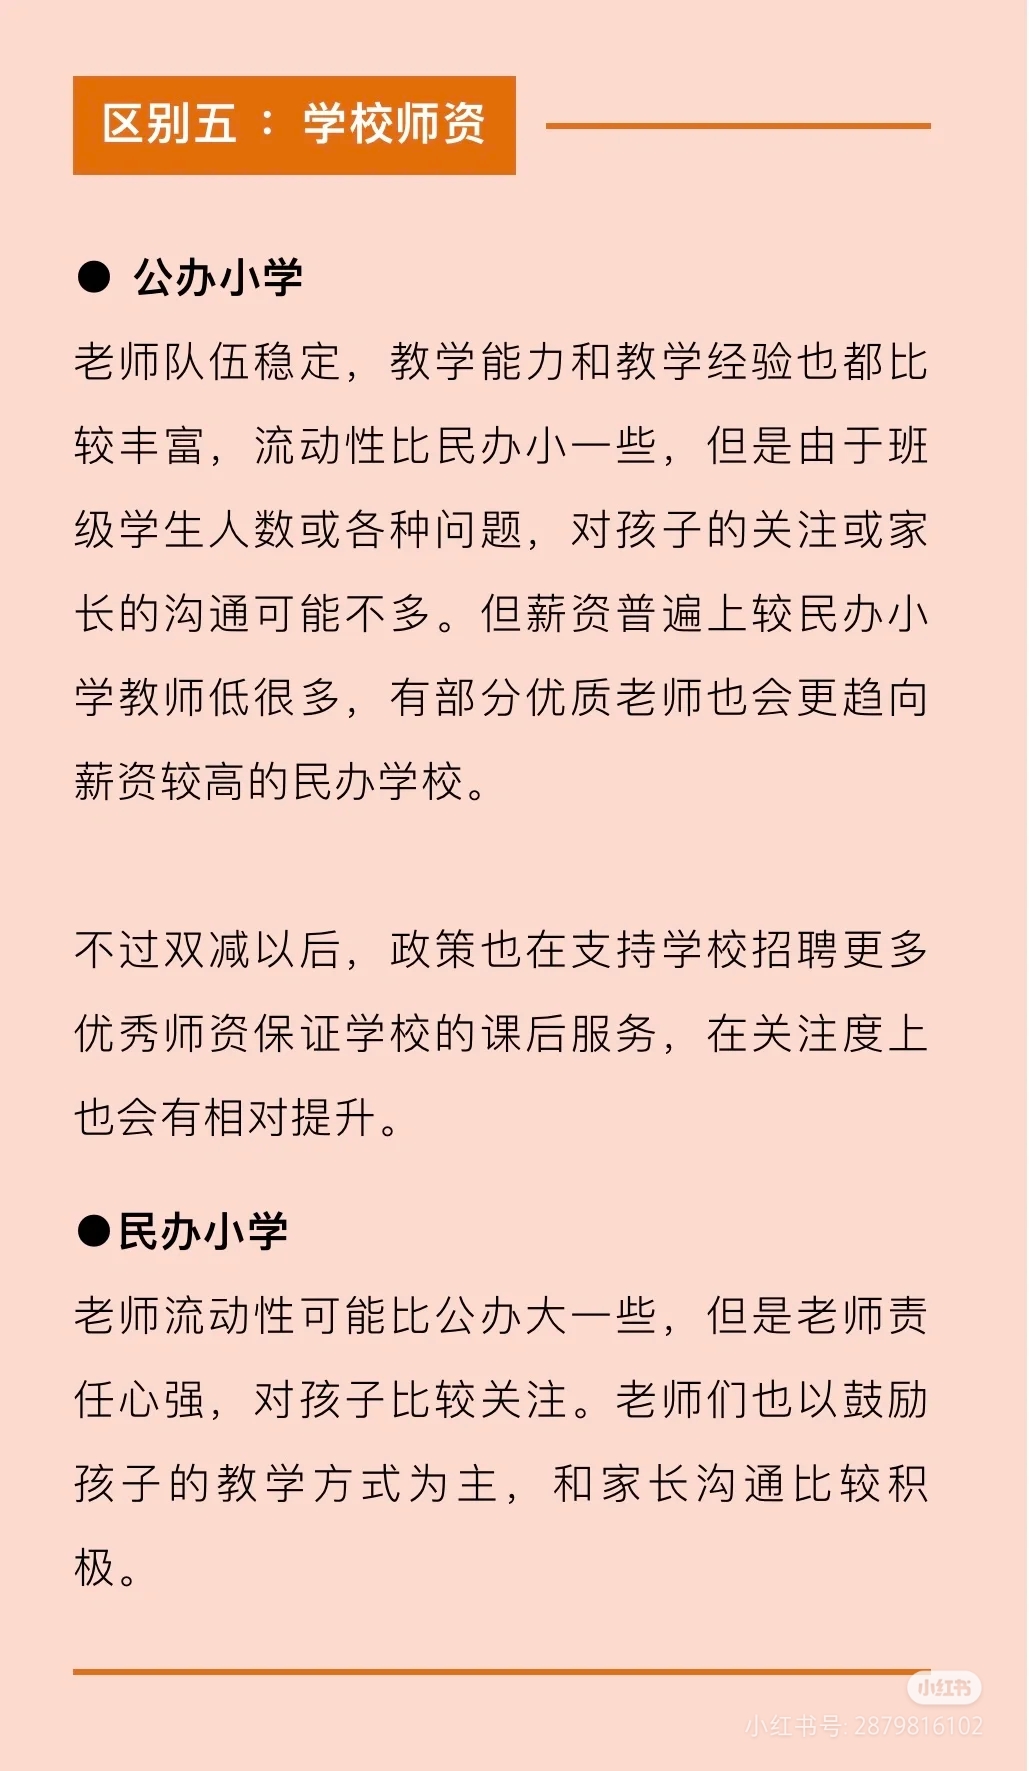 区别五 ：学校师资
● 公办小学
老师队伍稳定，教学能力和教学经验也都比
较丰富，流动性比民办小一些，但是由于班
级学生人数或各种问题，对孩子的关注或家
长的沟通可能不多。但薪资普遍上较民办小
学教师低很多，有部分优质老师也会更趋向
薪资较高的民办学校。
不过双减以后，政策也在支持学校招聘更多
优秀师资保证学校的课后服务，在关注度上
也会有相对提升。
●民办小学
老师流动性可能比公办大一些，但是老师责
任心强，对孩子比较关注。老师们也以鼓励
孩子的教学方式为主，和家长沟通比较积
极。
小红书
小红书号: 2879816102